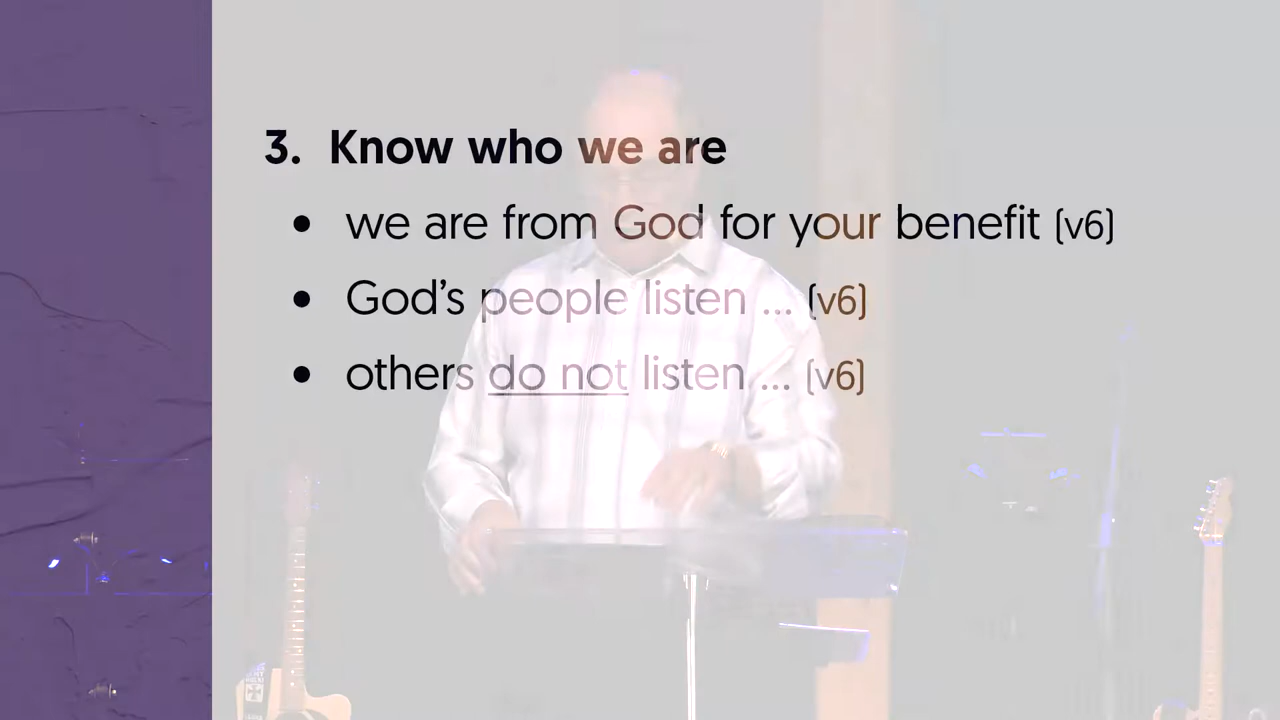 3. Know who we are
• we are from God for your benefit (v6)
• God’s people listen ... (v6)
• others do not listen ... (v6)